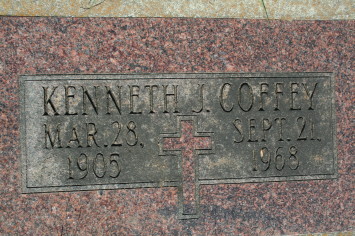 KENNETH J. COFFEY
MAR. 28, SEPT. 21,
1905 1968